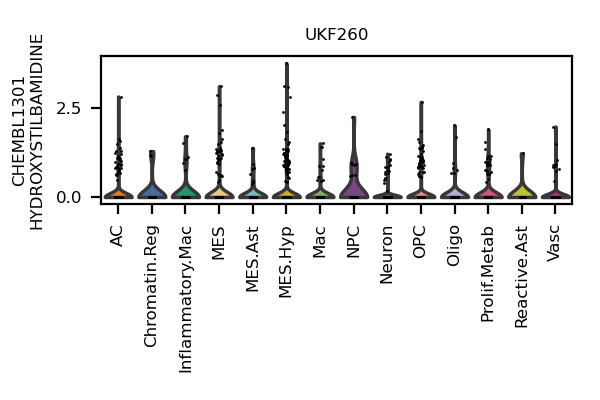 UKF260
CHEMBL1301
HYDROXYSTILBAMIDINE
2.5
0.0
AC
Chromatin.Reg
Inflammatory.Mac
MES
MES.Ast
MES.Hyp
Mac
NPC
Neuron
OPC
Oligo
Prolif.Metab
Reactive.Ast
Vasc